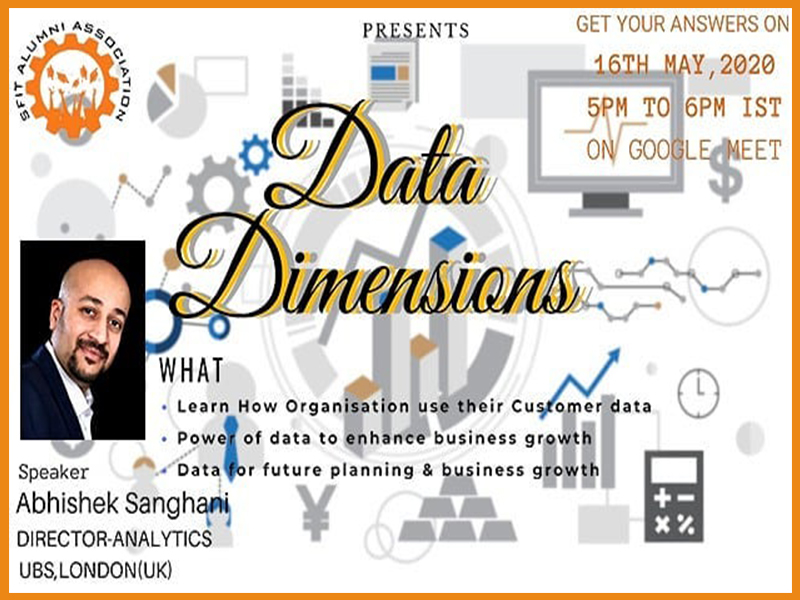 SFIT ALUMNI ASSOCIATION
PRESENTS
GET YOUR ANSWERS ON
16TH MAY,2020
5PM TO 6PM IST
ON GOOGLE MEET
Data
Dimensions
WHAT
• Learn How Organisation use their Customer data
• Power of data to enhance business growth
• Data for future planning & business growth
Speaker
Abhishek Sanghani
DIRECTOR-ANALYTICS
UBS,LONDON(UK)